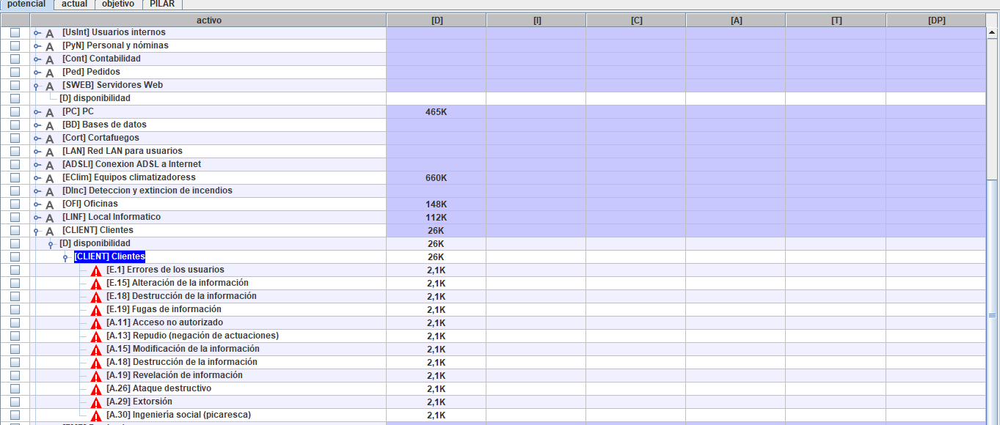 potencial actual objetivo PILAR
activo [D] [I] [C] [A] [T] [DP]
[UsInt] Usuarios internos
[PyN] Personal y nóminas
[Cont] Contabilidad
[Ped] Pedidos
[SWEB] Servidores Web
[D] disponibilidad
[PC] PC 465K
[BD] Bases de datos
[Cort] Cortafuegos
[LAN] Red LAN para usuarios
[ADSLI] Conexion ADSL a Internet
[EClim] Equipos climatizadoress 660K
[DInc] Deteccion y extincion de incendios
[OFI] Oficinas 148K
[LINF] Local Informatico 112K
[CLIENT] Clientes 26K
[D] disponibilidad 26K
[CLIENT] Clientes 26K
[E.1] Errores de los usuarios 2,1K
[E.15] Alteración de la información 2,1K
[E.18] Destrucción de la información 2,1K
[E.19] Fugas de información 2,1K
[A.11] Acceso no autorizado 2,1K
[A.13] Repudio (negación de actuaciones) 2,1K
[A.15] Modificación de la información 2,1K
[A.18] Destrucción de la información 2,1K
[A.19] Revelación de información 2,1K
[A.26] Ataque destructivo 2,1K
[A.29] Extorsión 2,1K
[A.30] Ingeniería social (picaresca) 2,1K